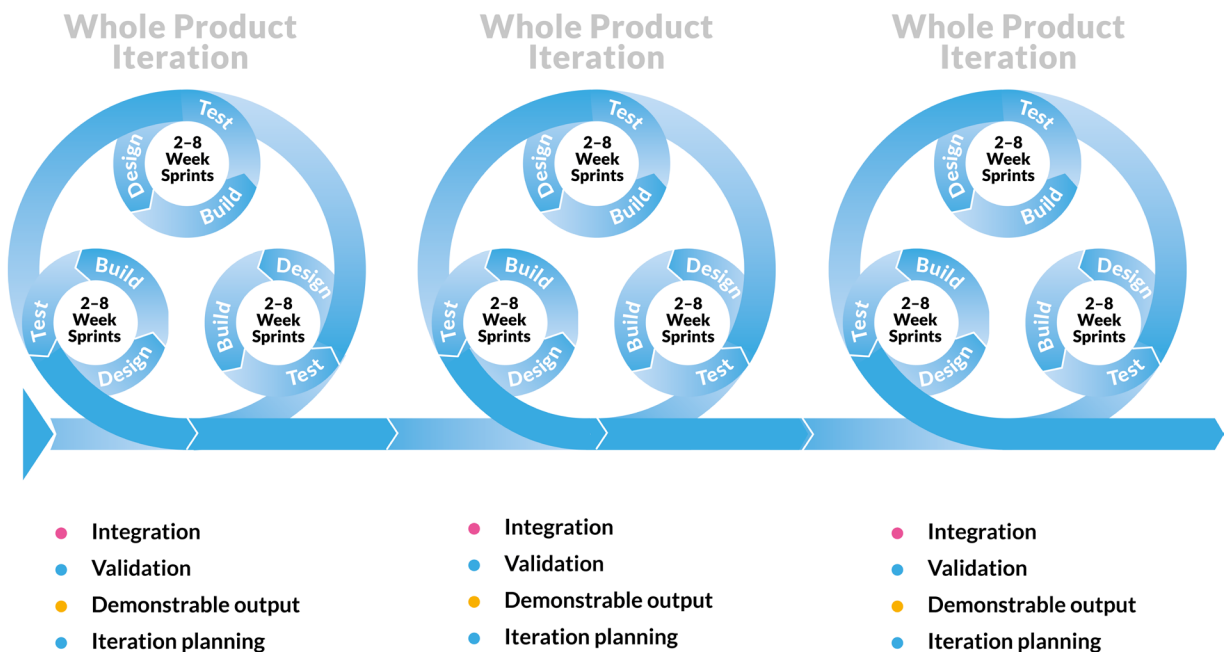 Whole Product
Iteration
Whole Product
Iteration
Whole Product
Iteration
Test
Design
Build
2–8
Week
Sprints
Build
Test
Design
2–8
Week
Sprints
Design
Build
Test
2–8
Week
Sprints
Test
Design
Build
2–8
Week
Sprints
Build
Test
Design
2–8
Week
Sprints
Design
Build
Test
2–8
Week
Sprints
Test
Design
Build
2–8
Week
Sprints
Build
Test
Design
2–8
Week
Sprints
Design
Build
Test
2–8
Week
Sprints
Integration
Validation
Demonstrable output
Iteration planning
Integration
Validation
Demonstrable output
Iteration planning
Integration
Validation
Demonstrable output
Iteration planning